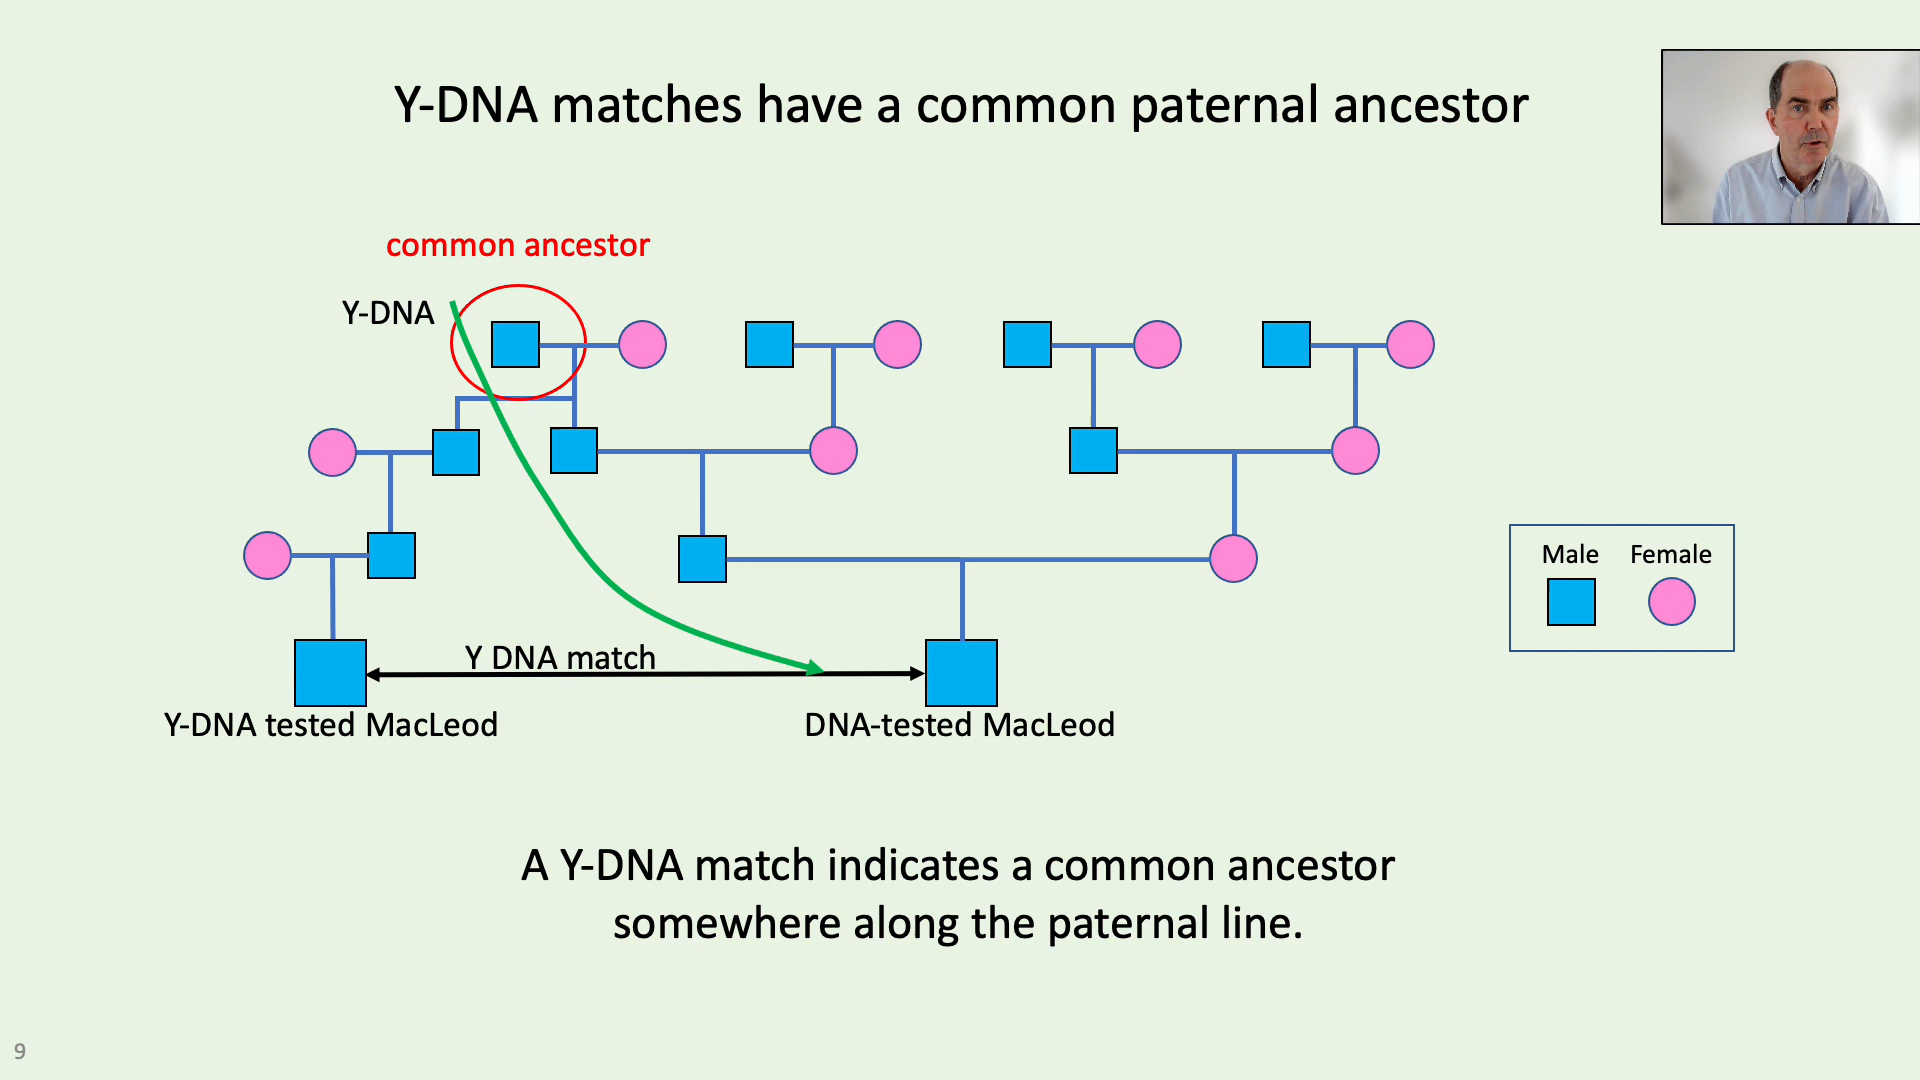 Y-DNA matches have a common paternal ancestor
common ancestor
Y-DNA
Male Female
Y DNA match
Y-DNA tested MacLeod
DNA-tested MacLeod
A Y-DNA match indicates a common ancestor
somewhere along the paternal line.
9